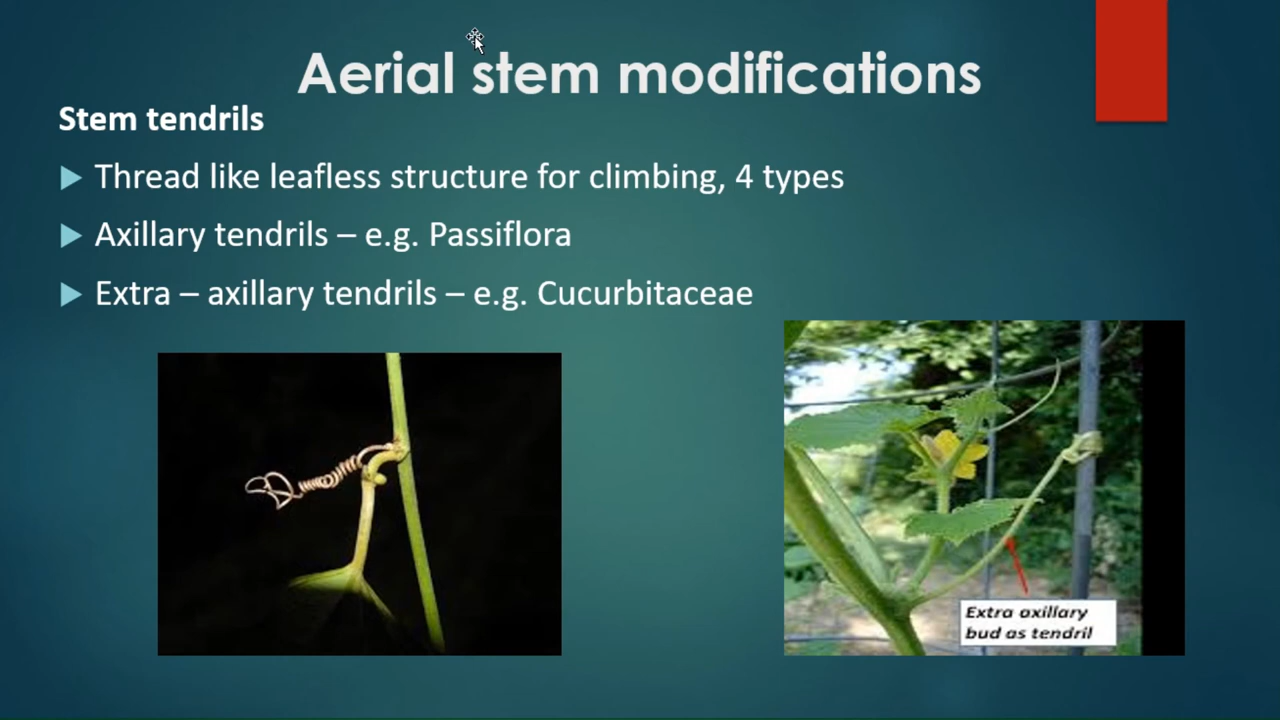 Aerial stem modifications
Stem tendrils
Thread like leafless structure for climbing, 4 types
Axillary tendrils – e.g. Passiflora
Extra – axillary tendrils – e.g. Cucurbitaceae
Extra axillary
bud as tendril